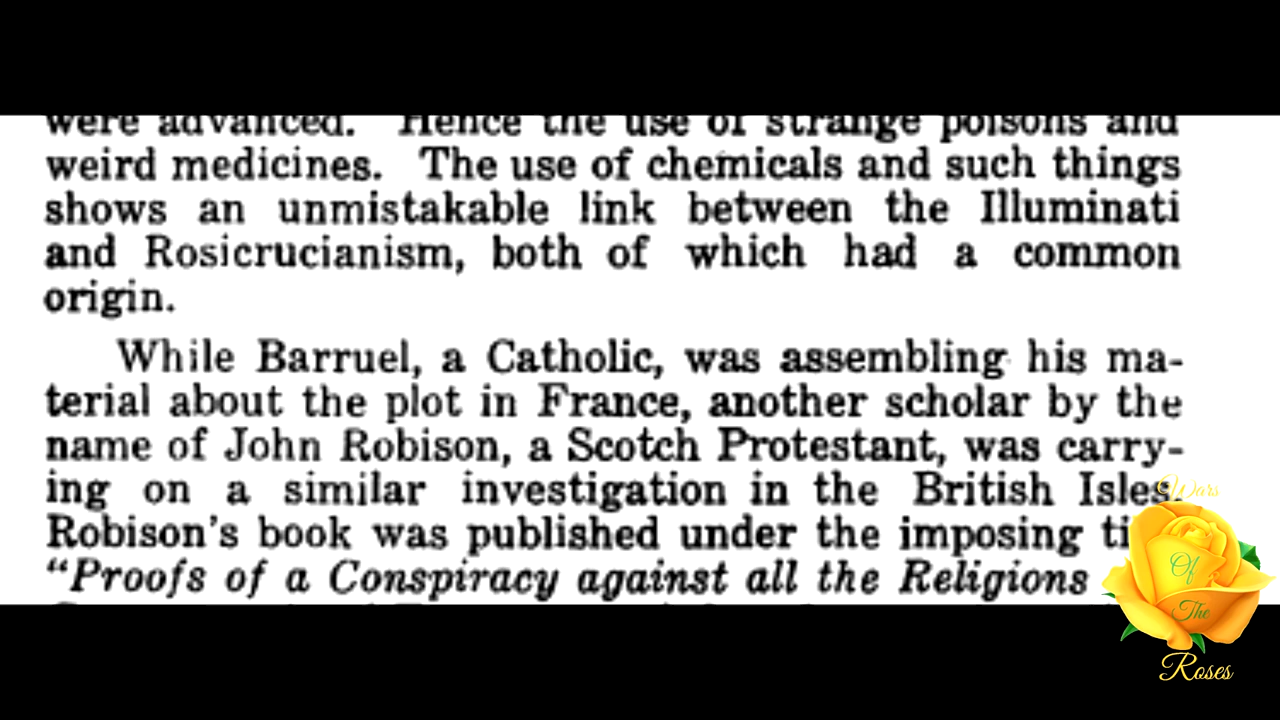 were advanced. Hence the use of strange poisons and
weird medicines. The use of chemicals and such things
shows an unmistakable link between the Illuminati
and Rosicrucianism, both of which had a common
origin.
While Barruel, a Catholic, was assembling his ma-
terial about the plot in France, another scholar by the
name of John Robison, a Scotch Protestant, was carry-
ing on a similar investigation in the British Isles.
Robison's book was published under the imposing
"Proofs of a Conspiracy against all the Religions
Wars
Of
The
Roses